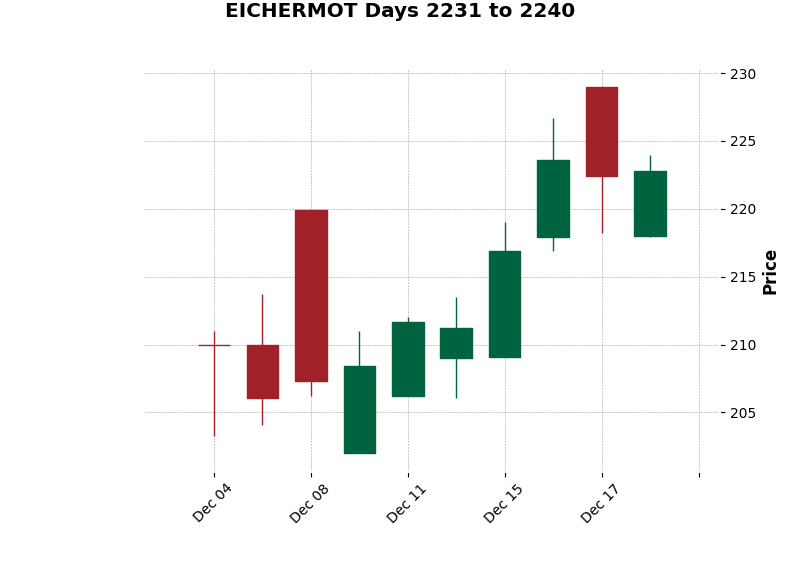 EICHERMOT Days 2231 to 2240
230
225
220
215
210
205
Price
Dec 04
Dec 08
Dec 11
Dec 15
Dec 17